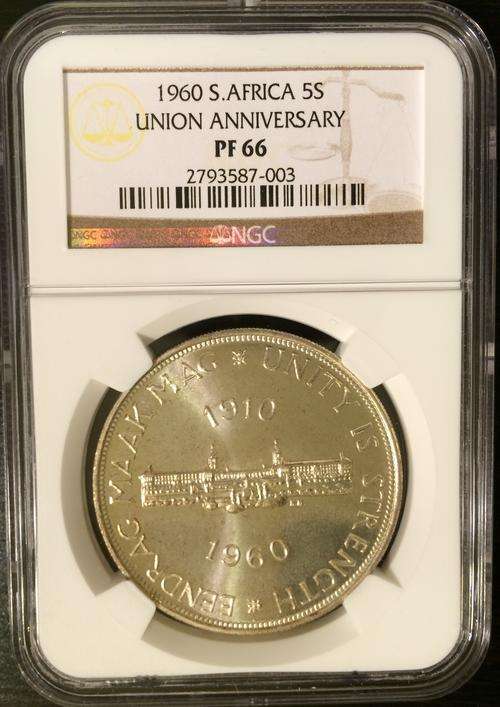 1960 S.AFRICA 5S
UNION ANNIVERSARY
PF 66
2793587-003
NGC
EENDRAG MAAK MAG * UNITY IS STRENGTH *
1910
1960